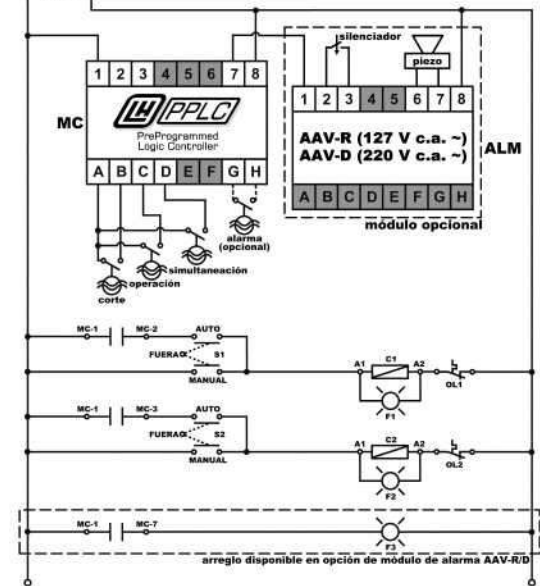 silenciador
piezo
1 2 3 4 5 6 7 8
1 2 3 4 5 6 7 8
MC
LH PPLC
PreProgrammed
Logic Controller
AAV-R (127 V c.a. ~)
AAV-D (220 V c.a. ~)
ALM
A B C D E F G H
A B C D E F G H
módulo opcional
alarma
(opcional)
simultaneación
operación
corte
MC-1 MC-2 AUTO
FUERA S1
MANUAL
A1 C1 A2
OL1
F1
MC-1 MC-3 AUTO
FUERA S2
MANUAL
A1 C2 A2
OL2
F2
MC-1 MC-7
F3
arreglo disponible en opción de módulo de alarma AAV-R/D